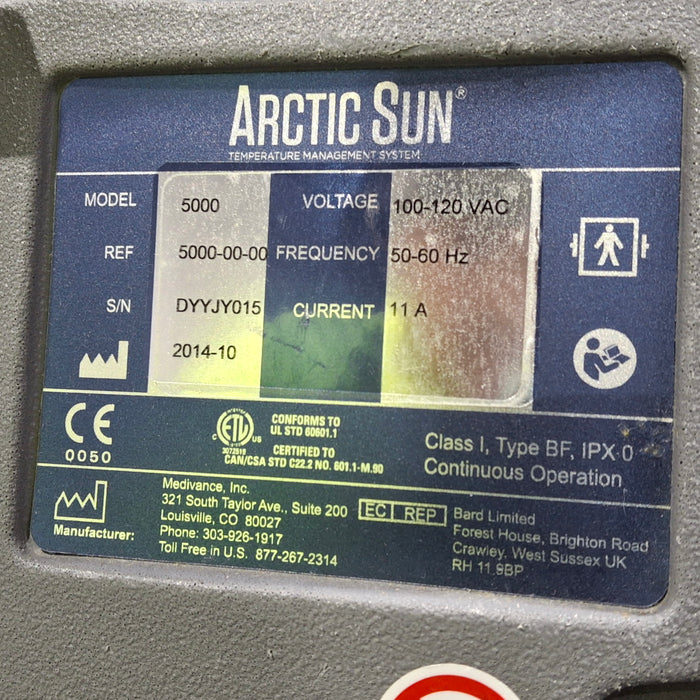 ARCTIC SUN®
TEMPERATURE MANAGEMENT SYSTEM
MODEL 5000 VOLTAGE 100-120 VAC
REF 5000-00-00 FREQUENCY 50-60 Hz
S/N DYYJY015 CURRENT 11 A
2014-10
CE
0050
C ETL US
3072519
CONFORMS TO
UL STD 60601.1
CERTIFIED TO
CAN/CSA STD C22.2 NO. 601.1-M.90
Class I, Type BF, IPX 0
Continuous Operation
Manufacturer:
Medivance, Inc.
321 South Taylor Ave., Suite 200
Louisville, CO 80027
Phone: 303-926-1917
Toll Free in U.S. 877-267-2314
EC REP
Bard Limited
Forest House, Brighton Road
Crawley, West Sussex UK
RH 11.9BP